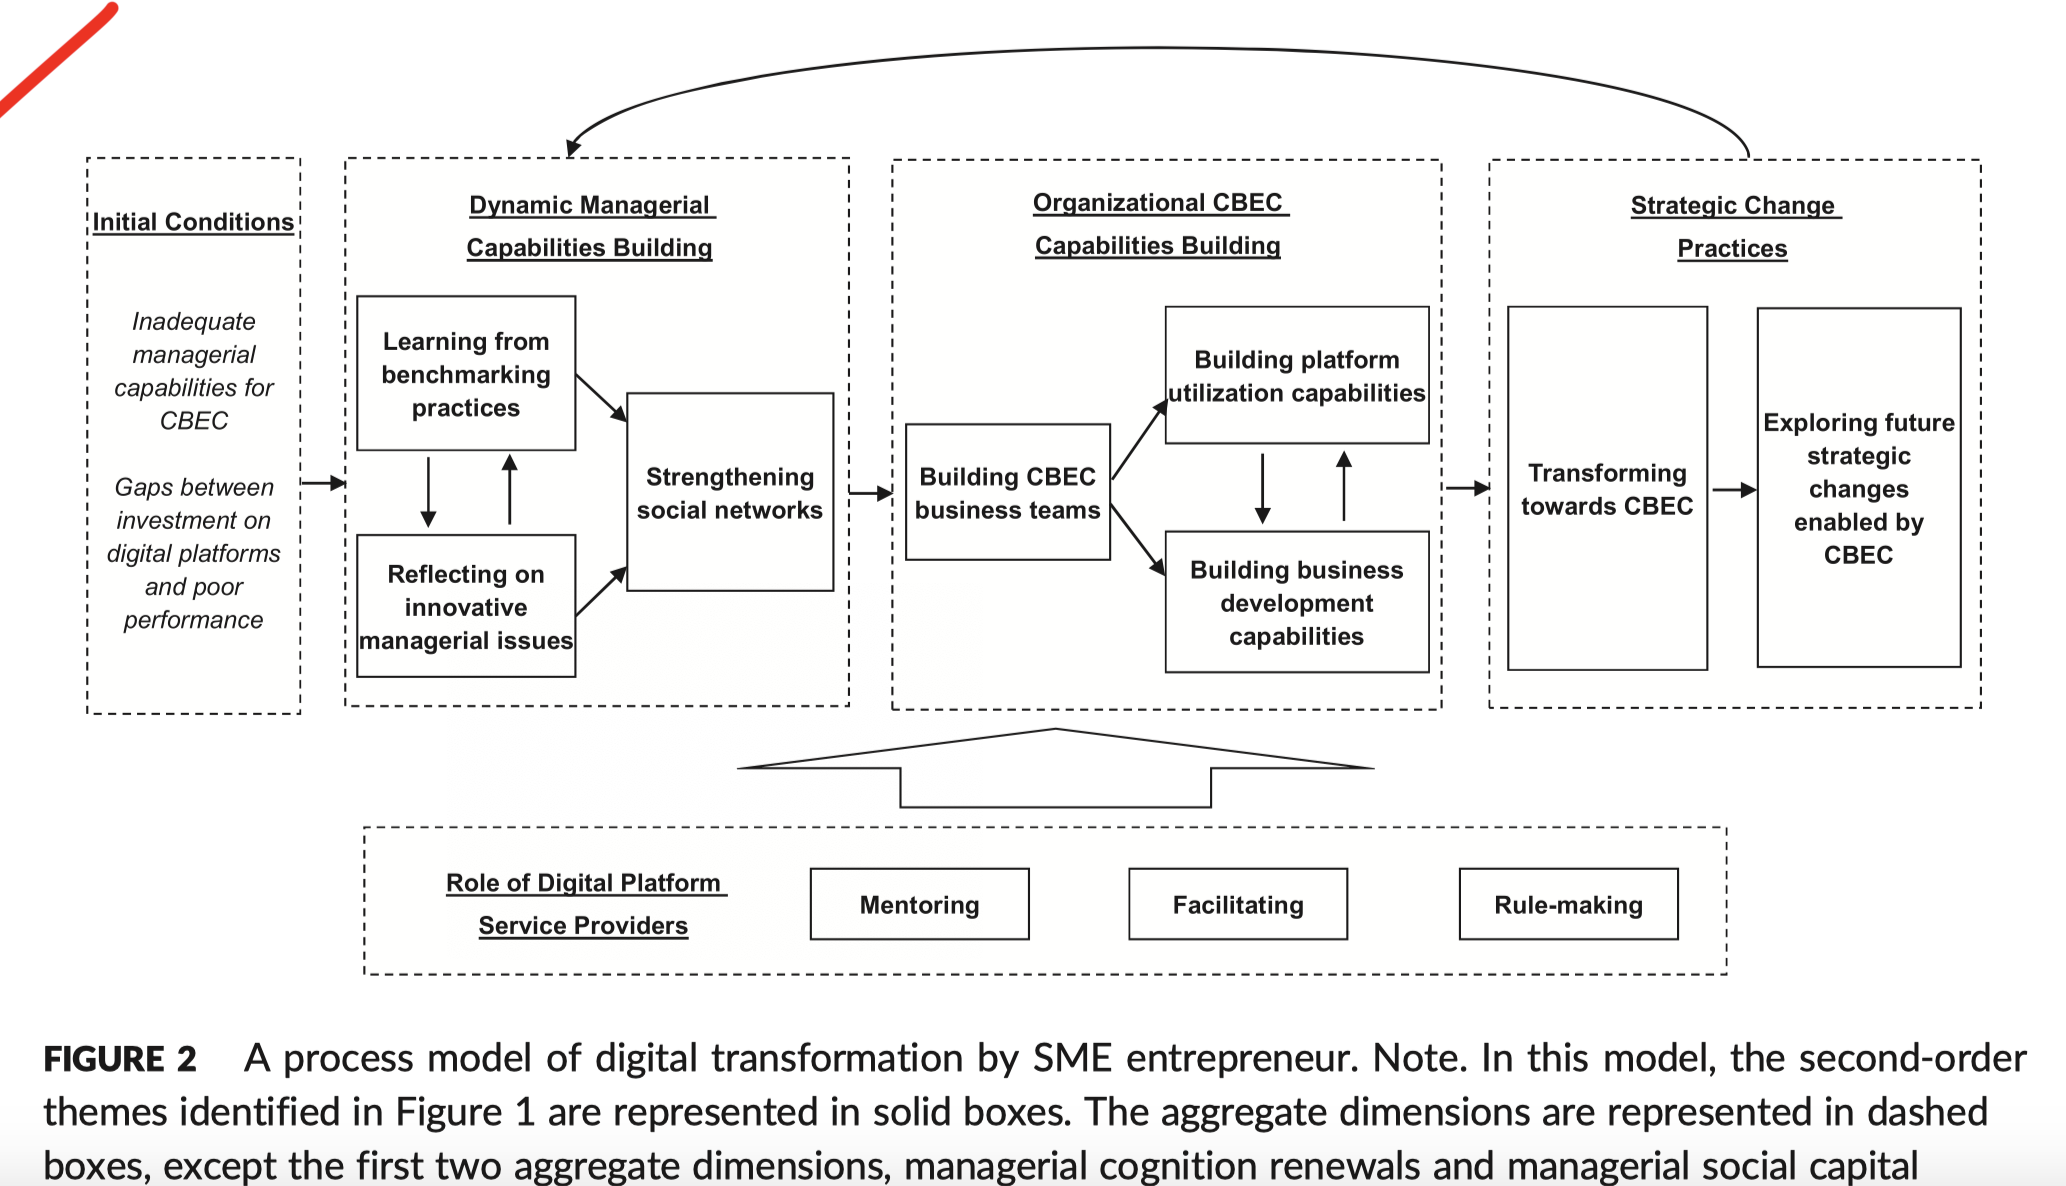 Initial Conditions
Inadequate
managerial
capabilities for
CBEC
Gaps between
investment on
digital platforms
and poor
performance
Dynamic Managerial
Capabilities Building
Learning from
benchmarking
practices
Reflecting on
innovative
managerial issues
Strengthening
social networks
Organizational CBEC
Capabilities Building
Building CBEC
business teams
Building platform
utilization capabilities
Building business
development
capabilities
Strategic Change
Practices
Transforming
towards CBEC
Exploring future
strategic
changes
enabled by
CBEC
Role of Digital Platform
Service Providers
Mentoring
Facilitating
Rule-making
FIGURE 2 A process model of digital transformation by SME entrepreneur. Note. In this model, the second-order
themes identified in Figure 1 are represented in solid boxes. The aggregate dimensions are represented in dashed
boxes, except the first two aggregate dimensions, managerial cognition renewals and managerial social capital